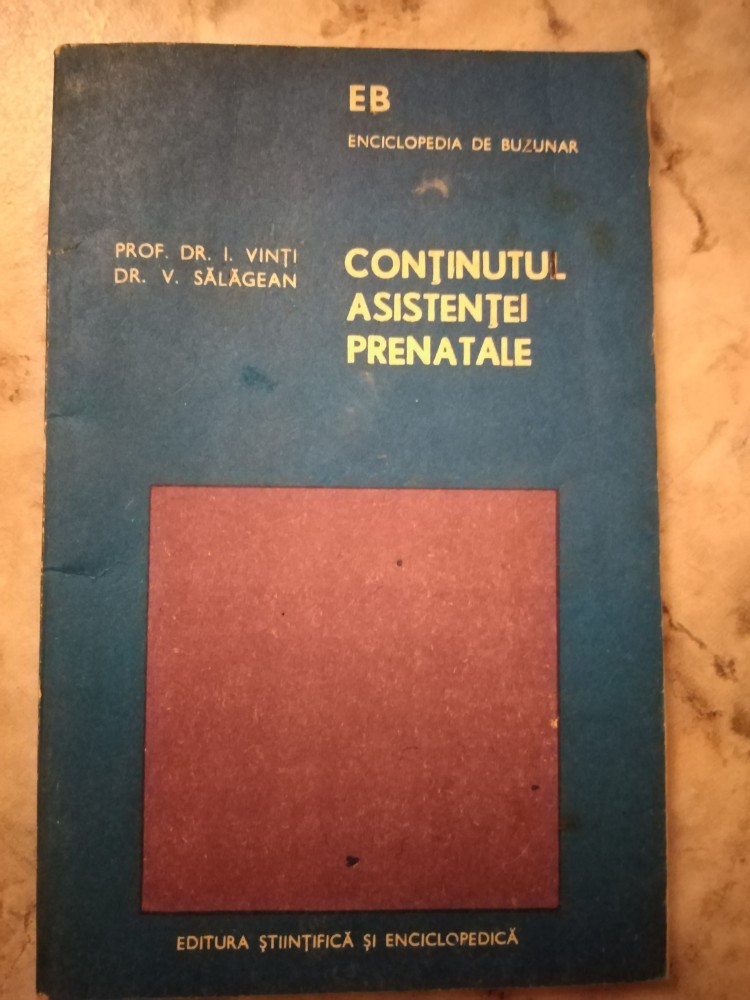 EB
ENCICLOPEDIA DE BUZUNAR
PROF. DR. I. VINȚI
DR. V. SĂLĂGEAN
CONȚINUTUL
ASISTENȚEI
PRENATALE
EDITURA ȘTIINȚIFICĂ ȘI ENCICLOPEDICĂ